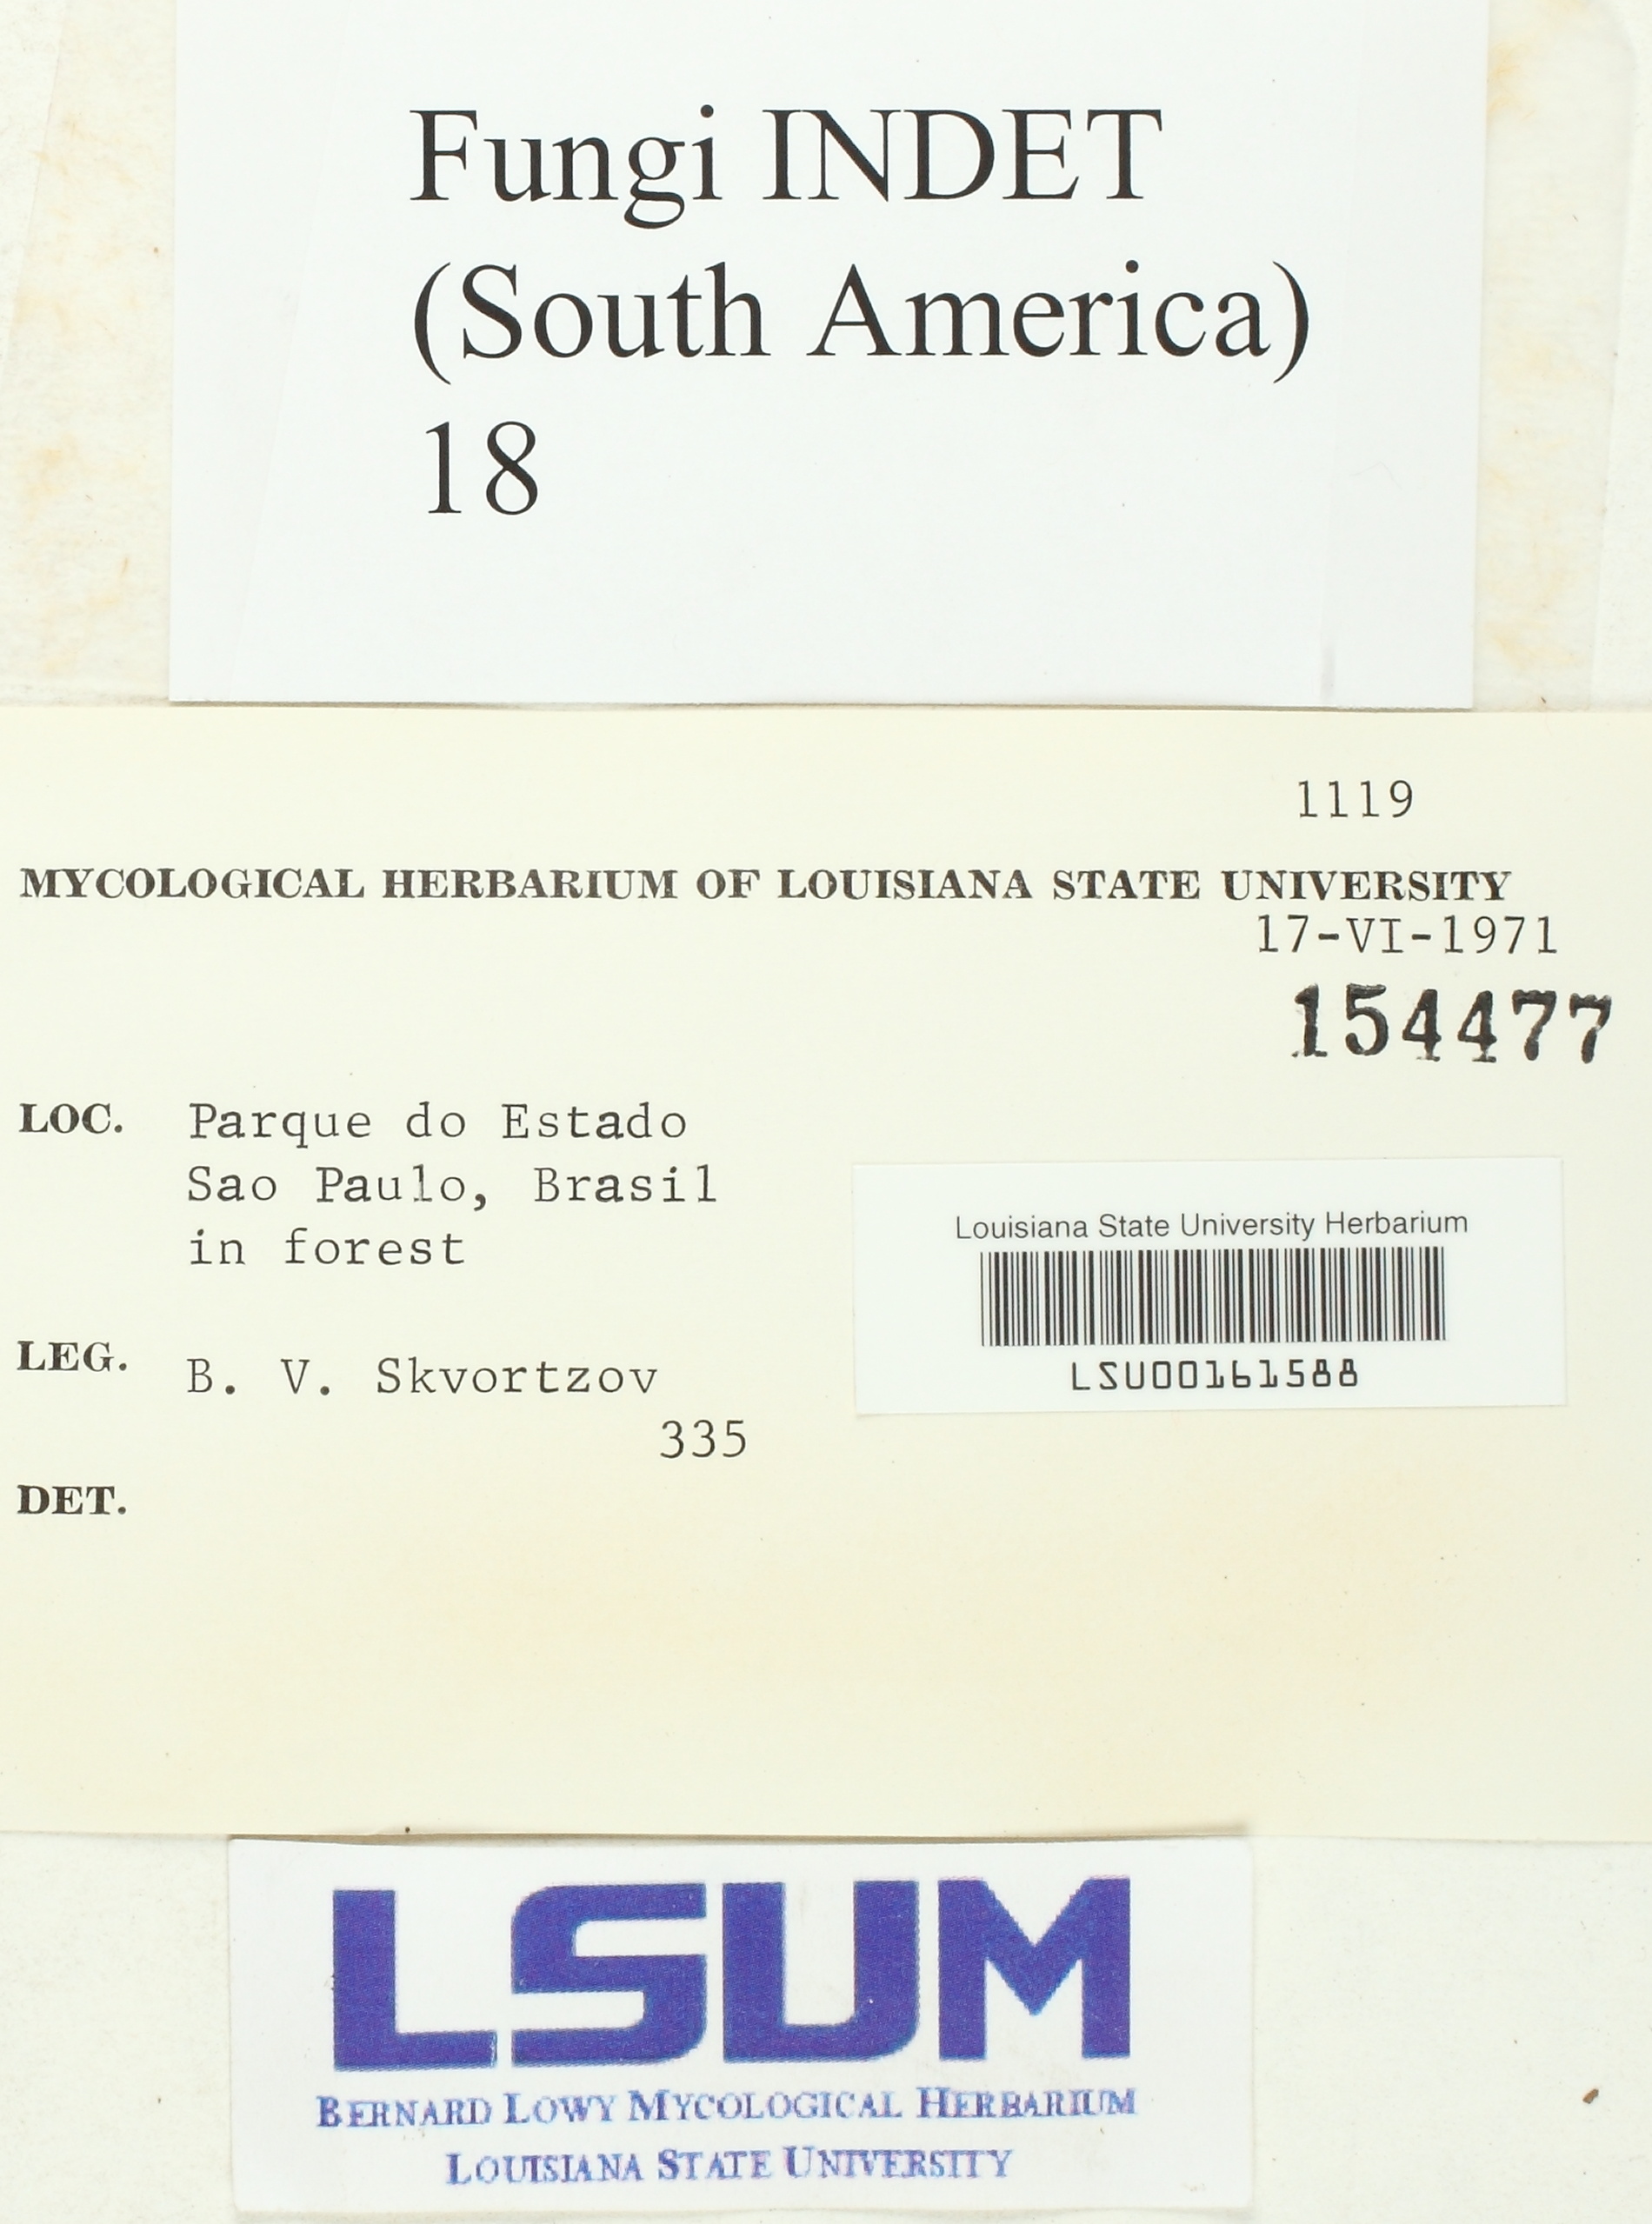 Fungi INDET
(South America)
18
1119
MYCOLOGICAL HERBARIUM OF LOUISIANA STATE UNIVERSITY
17-VI-1971
154477
LOC. Parque do Estado
Sao Paulo, Brasil
in forest
Louisiana State University Herbarium
LSU00161588
LEG. B. V. Skvortzov
335
DET.
LSUM
BERNARD LOWY MYCOLOGICAL HERBARIUM
LOUISIANA STATE UNIVERSITY